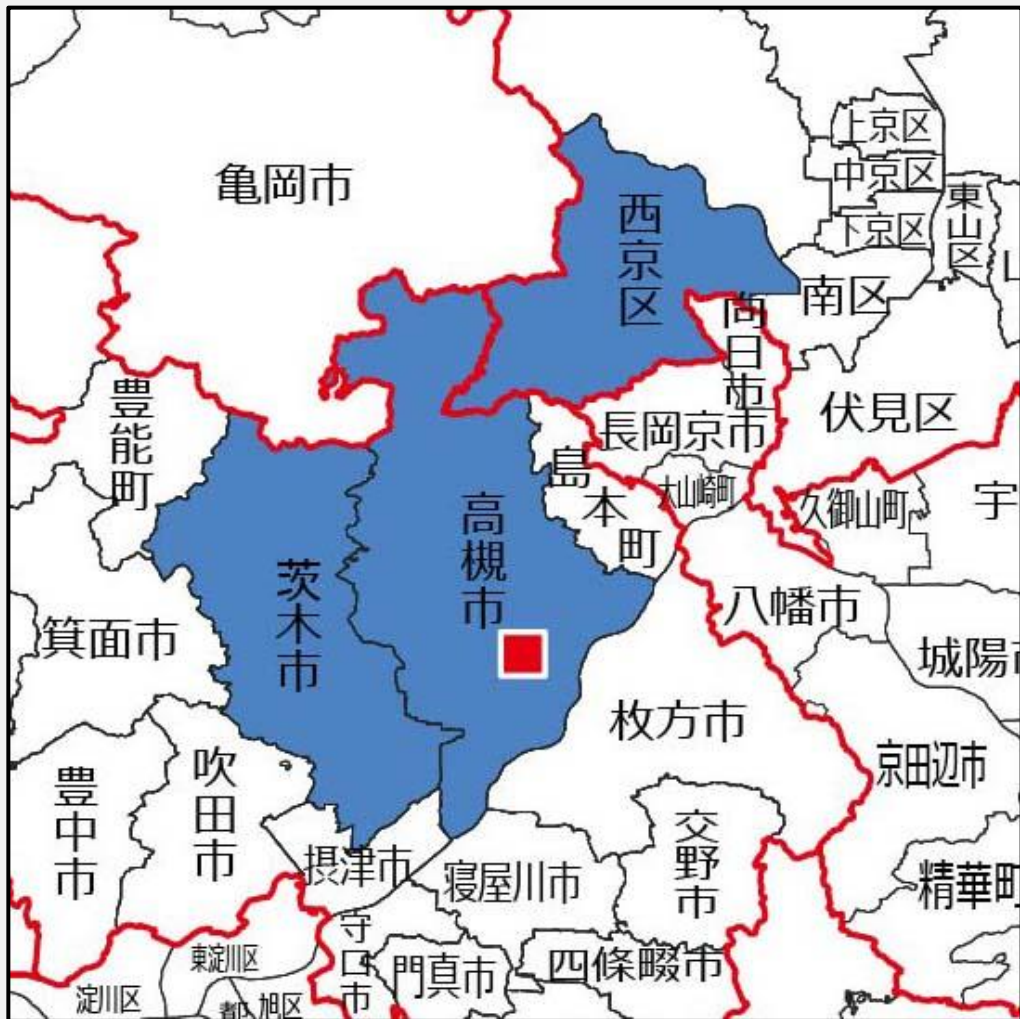 上京区
中京区
亀岡市
西京区
東山区
下京区
山
南区
向日市
豊能町
伏見区
長岡京市
島本町
大山崎町
高槻市
久御山町
宇
茨木市
八幡市
箕面市
城陽市
枚方市
吹田市
京田辺市
豊中市
交野市
摂津市
寝屋川市
精華町
守口市
東淀川区
門真市
四條畷市
淀川区
都
旭区